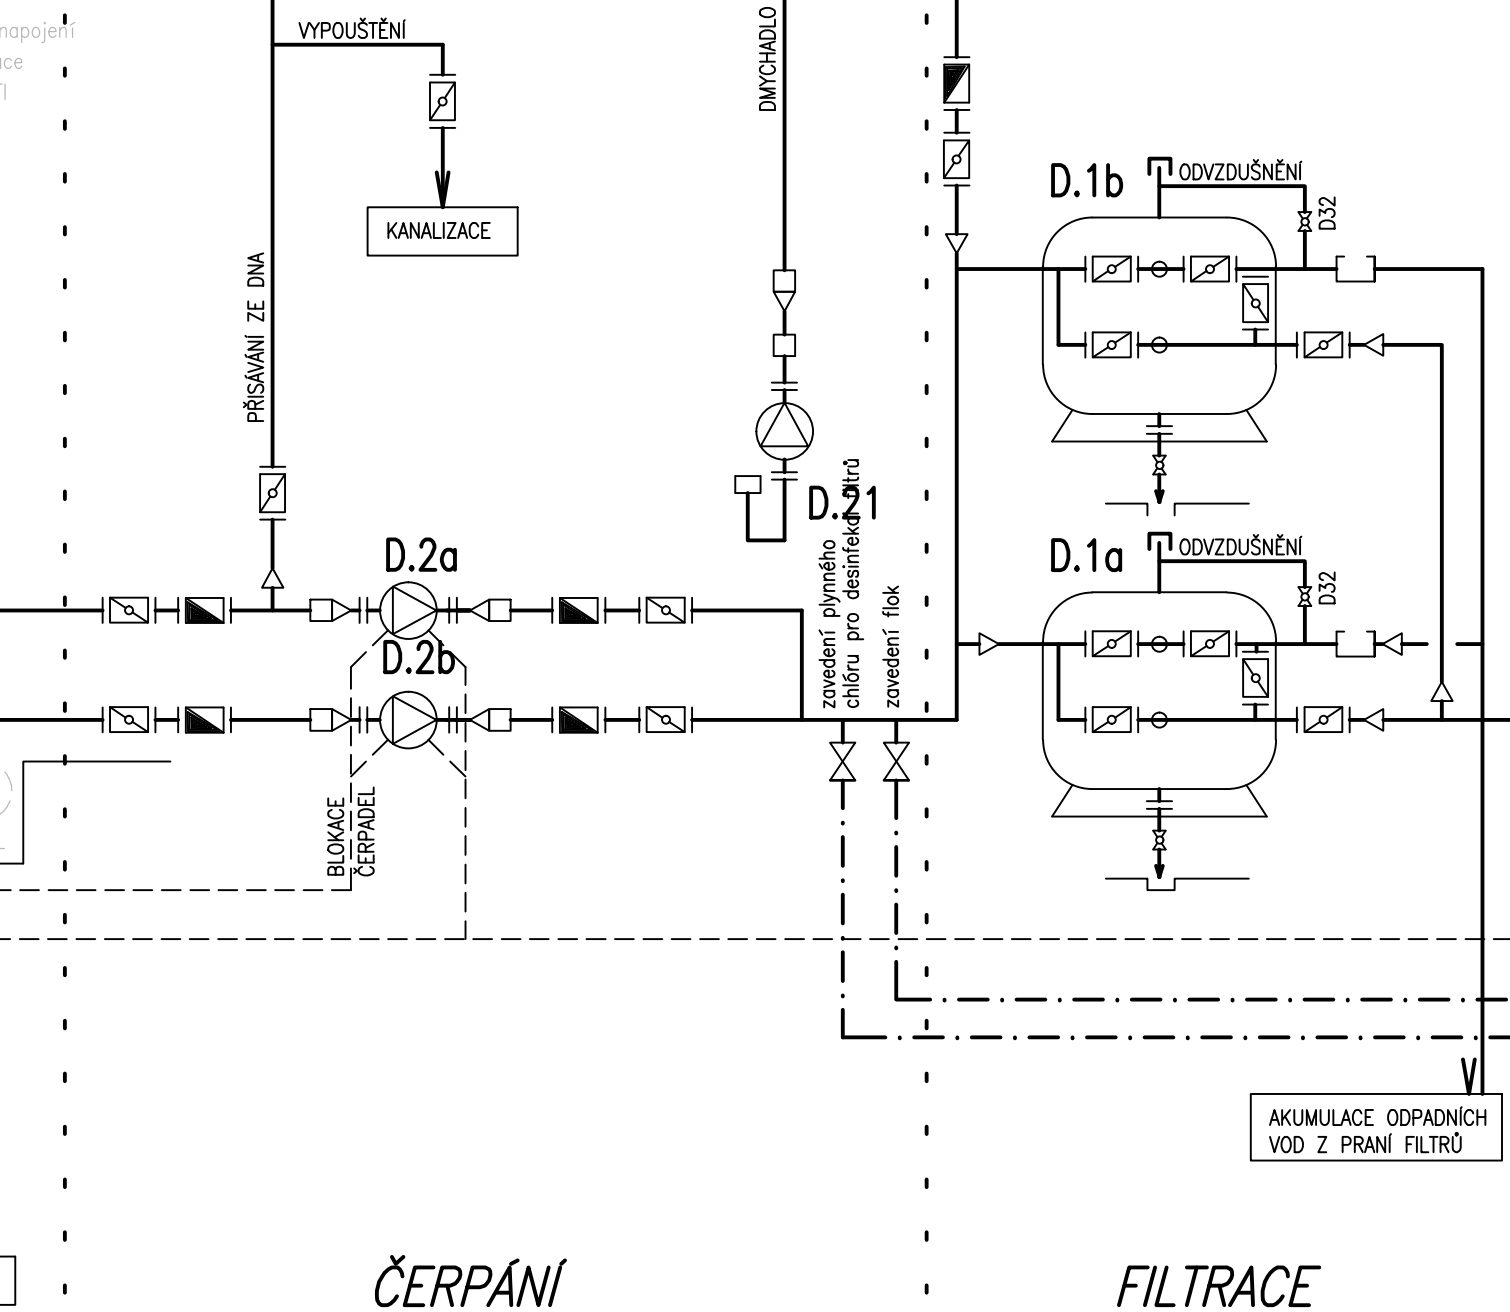 napojení
VYPOUŠTĚNÍ
KANALIZACE
PŘISÁVÁNÍ ZE DNA
DMYCHADLO
D.1b
ODVZDUŠNĚNÍ
D32
D.21
D.2a
D.2b
zavedení plynného
chlóru pro desinfekci filtrů
zavedení flok
D.1a
ODVZDUŠNĚNÍ
D32
BLOKACE
ČERPADEL
AKUMULACE ODPADNÍCH
VOD Z PRANÍ FILTRŮ
ČERPÁNÍ
FILTRACE